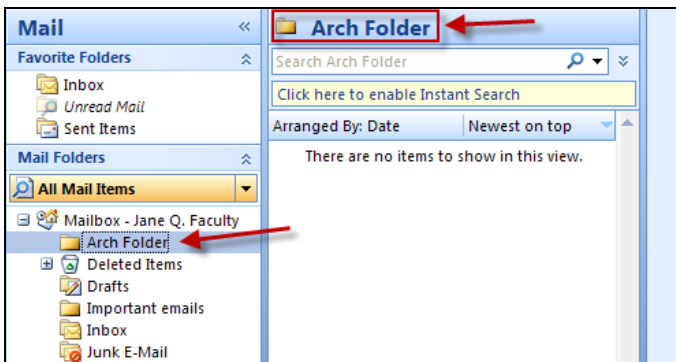 Mail
Favorite Folders
Inbox
Unread Mail
Sent Items
Mail Folders
All Mail Items
Mailbox - Jane Q. Faculty
Arch Folder
Deleted Items
Drafts
Important emails
Inbox
Junk E-Mail
Arch Folder
Search Arch Folder
Click here to enable Instant Search
Arranged By: Date Newest on top
There are no items to show in this view.